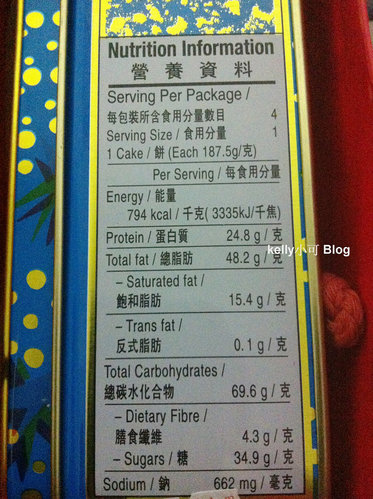 Nutrition Information
營養資料
Serving Per Package /
每包裝所含食用分量數目 4
Serving Size / 食用分量 1
1 Cake / 餅 (Each 187.5g/克)
Per Serving / 每食用分量
Energy / 能量
794 kcal / 千卡( 3335kJ/千焦)
Protein / 蛋白質 24.8 g / 克
kelly小可 Blog
Total fat / 總脂肪 48.2 g / 克
– Saturated fat /
飽和脂肪 15.4 g / 克
– Trans fat /
反式脂肪 0.1 g / 克
Total Carbohydrates /
總碳水化合物 69.6 g / 克
– Dietary Fibre /
膳食纖維 4.3 g / 克
– Sugars / 糖 34.9 g / 克
Sodium / 鈉 662 mg / 毫克